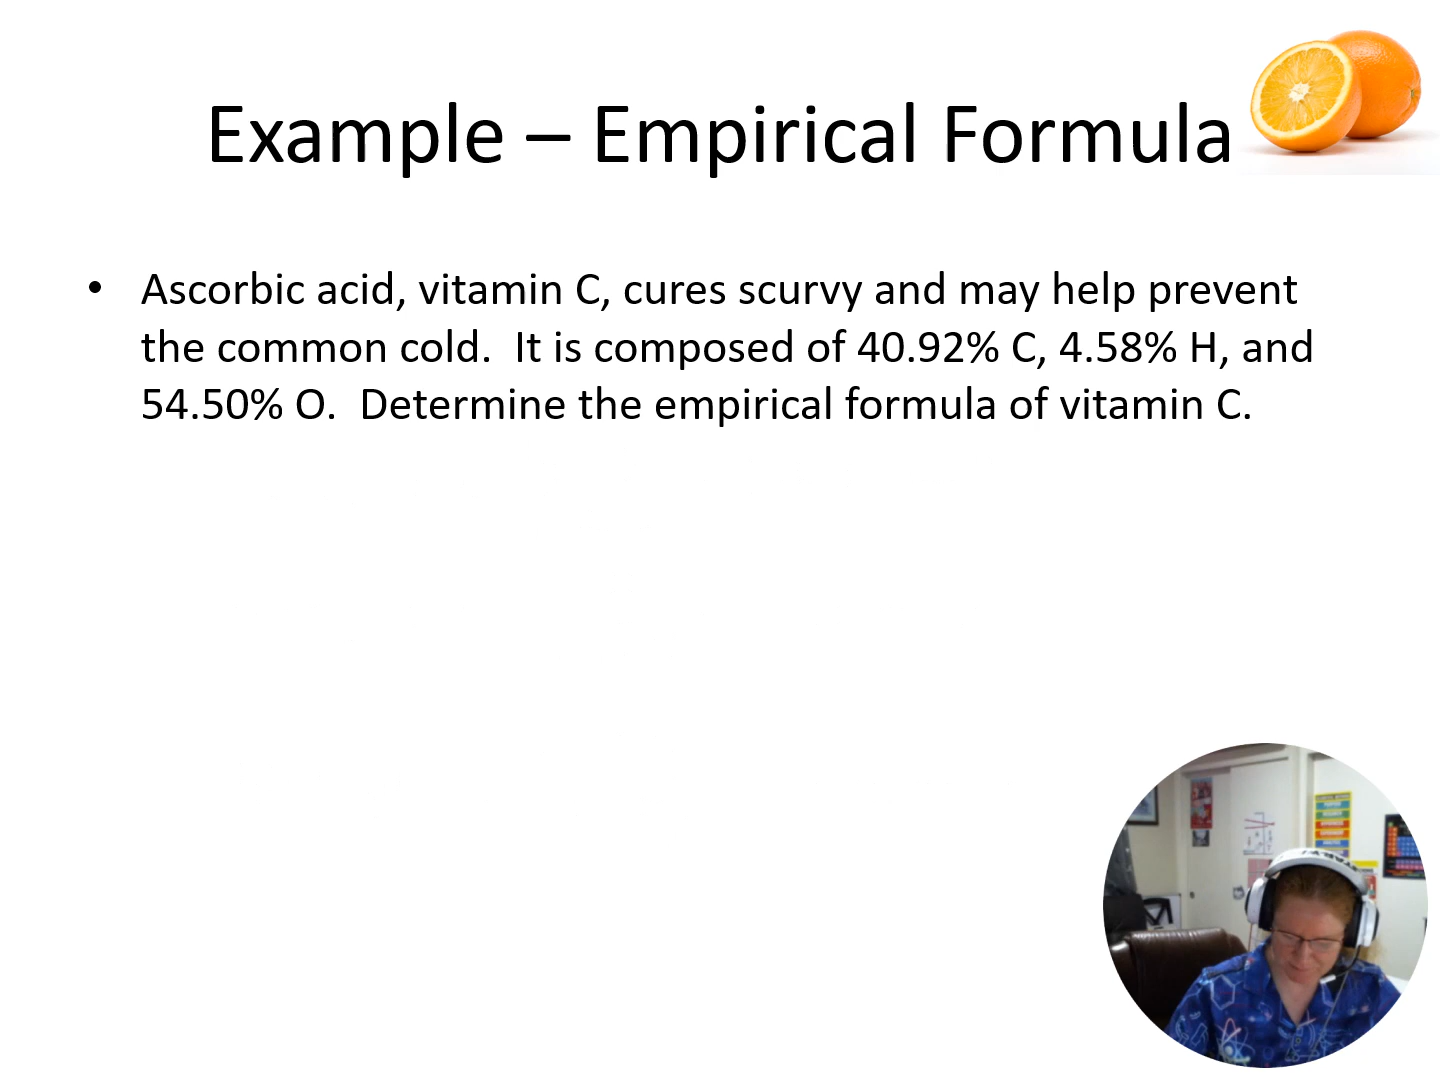 Example – Empirical Formula
• Ascorbic acid, vitamin C, cures scurvy and may help prevent
the common cold.  It is composed of 40.92% C, 4.58% H, and
54.50% O.  Determine the empirical formula of vitamin C.